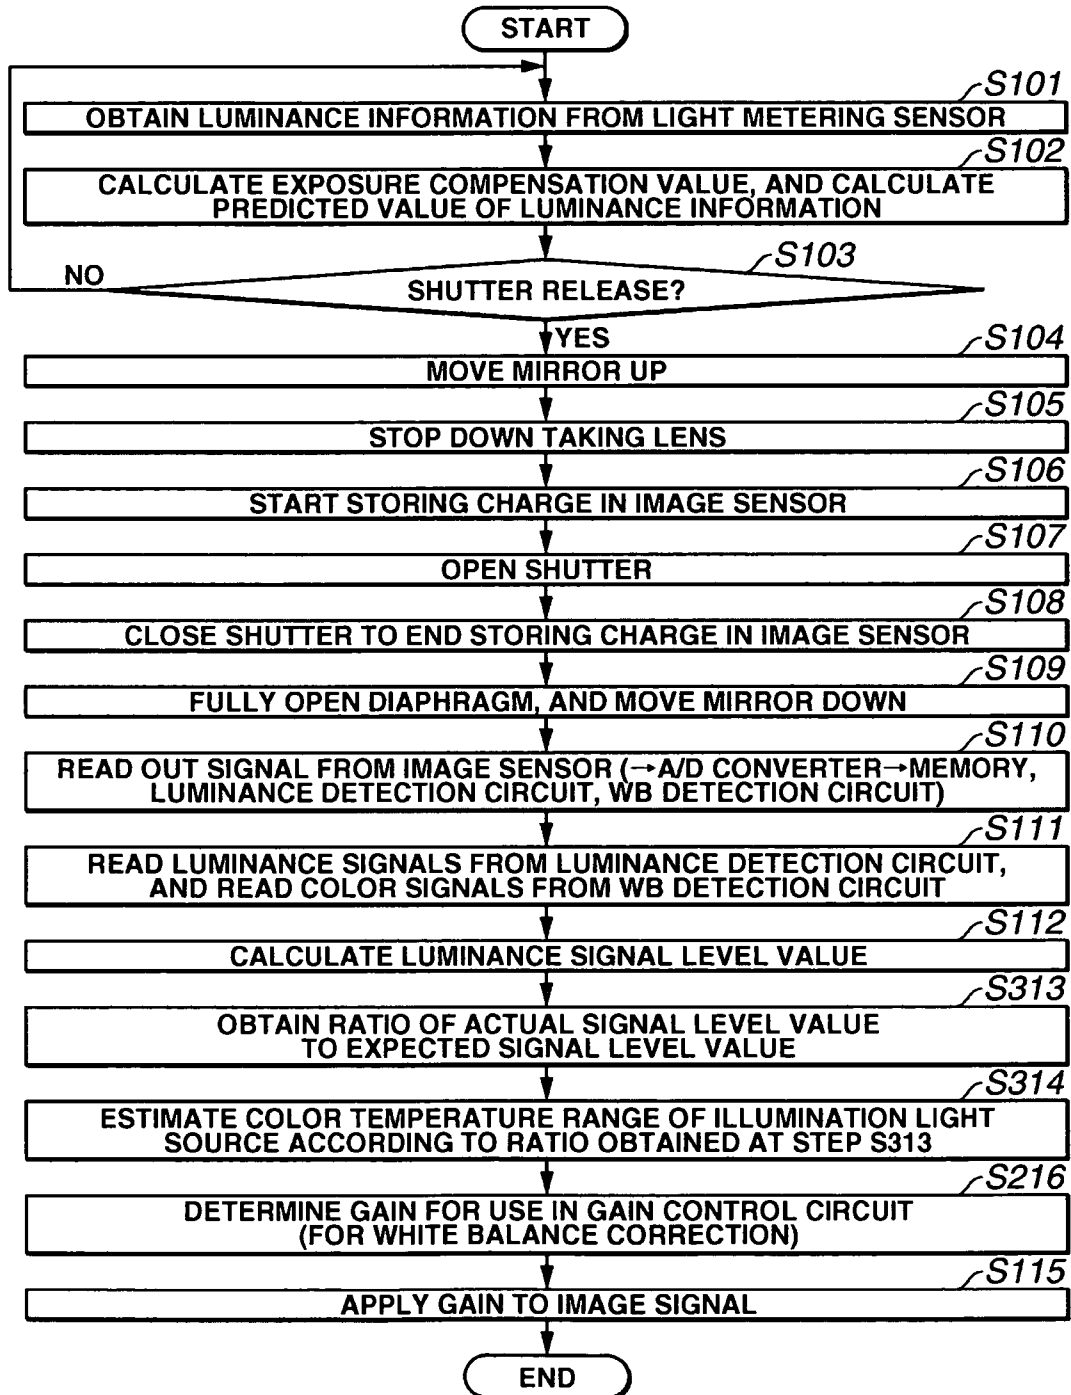 START
S101
OBTAIN LUMINANCE INFORMATION FROM LIGHT METERING SENSOR
S102
CALCULATE EXPOSURE COMPENSATION VALUE, AND CALCULATE
PREDICTED VALUE OF LUMINANCE INFORMATION
S103
NO
SHUTTER RELEASE?
YES
S104
MOVE MIRROR UP
S105
STOP DOWN TAKING LENS
S106
START STORING CHARGE IN IMAGE SENSOR
S107
OPEN SHUTTER
S108
CLOSE SHUTTER TO END STORING CHARGE IN IMAGE SENSOR
S109
FULLY OPEN DIAPHRAGM, AND MOVE MIRROR DOWN
S110
READ OUT SIGNAL FROM IMAGE SENSOR (→A/D CONVERTER→MEMORY,
LUMINANCE DETECTION CIRCUIT, WB DETECTION CIRCUIT)
S111
READ LUMINANCE SIGNALS FROM LUMINANCE DETECTION CIRCUIT,
AND READ COLOR SIGNALS FROM WB DETECTION CIRCUIT
S112
CALCULATE LUMINANCE SIGNAL LEVEL VALUE
S313
OBTAIN RATIO OF ACTUAL SIGNAL LEVEL VALUE
TO EXPECTED SIGNAL LEVEL VALUE
S314
ESTIMATE COLOR TEMPERATURE RANGE OF ILLUMINATION LIGHT
SOURCE ACCORDING TO RATIO OBTAINED AT STEP S313
S216
DETERMINE GAIN FOR USE IN GAIN CONTROL CIRCUIT
(FOR WHITE BALANCE CORRECTION)
S115
APPLY GAIN TO IMAGE SIGNAL
END